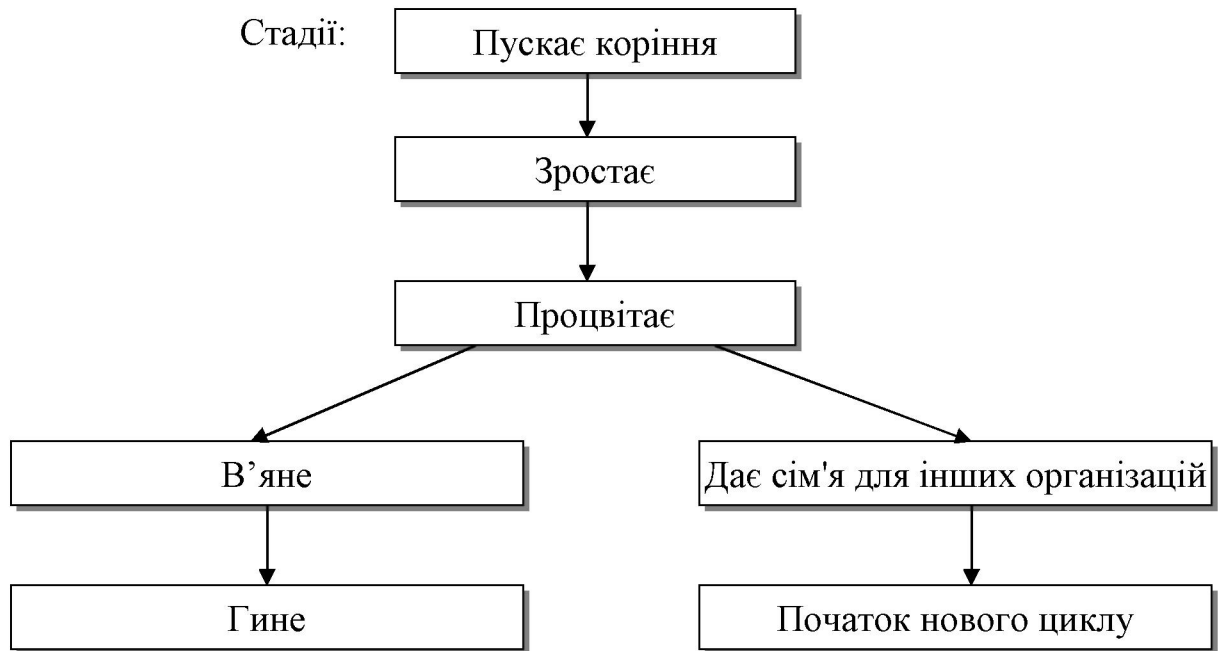 Стадії:
Пускає коріння
Зростає
Процвітає
В’яне
Дає сім'я для інших організацій
Гине
Початок нового циклу